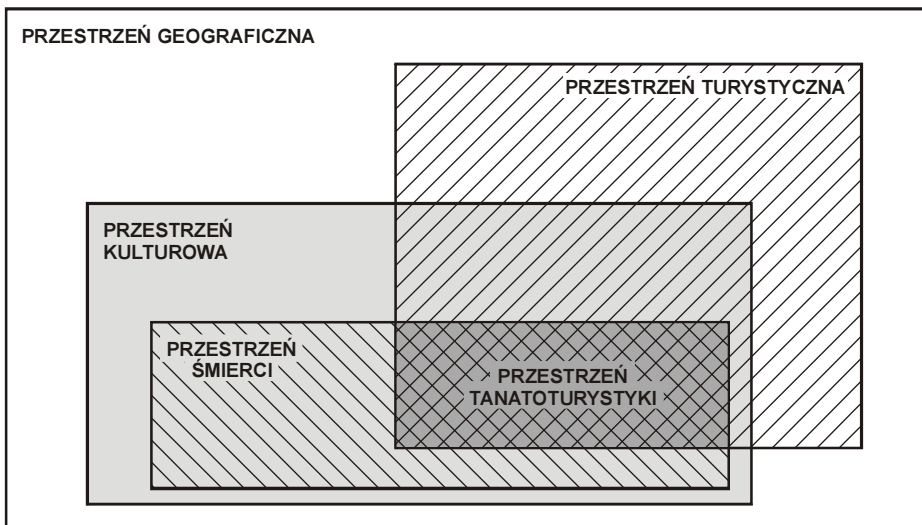 PRZESTRZEŃ GEOGRAFICZNA
PRZESTRZEŃ TURYSTYCZNA
PRZESTRZEŃ
KULTUROWA
PRZESTRZEŃ
ŚMIERCI
PRZESTRZEŃ
TANATOTURYSTYKI